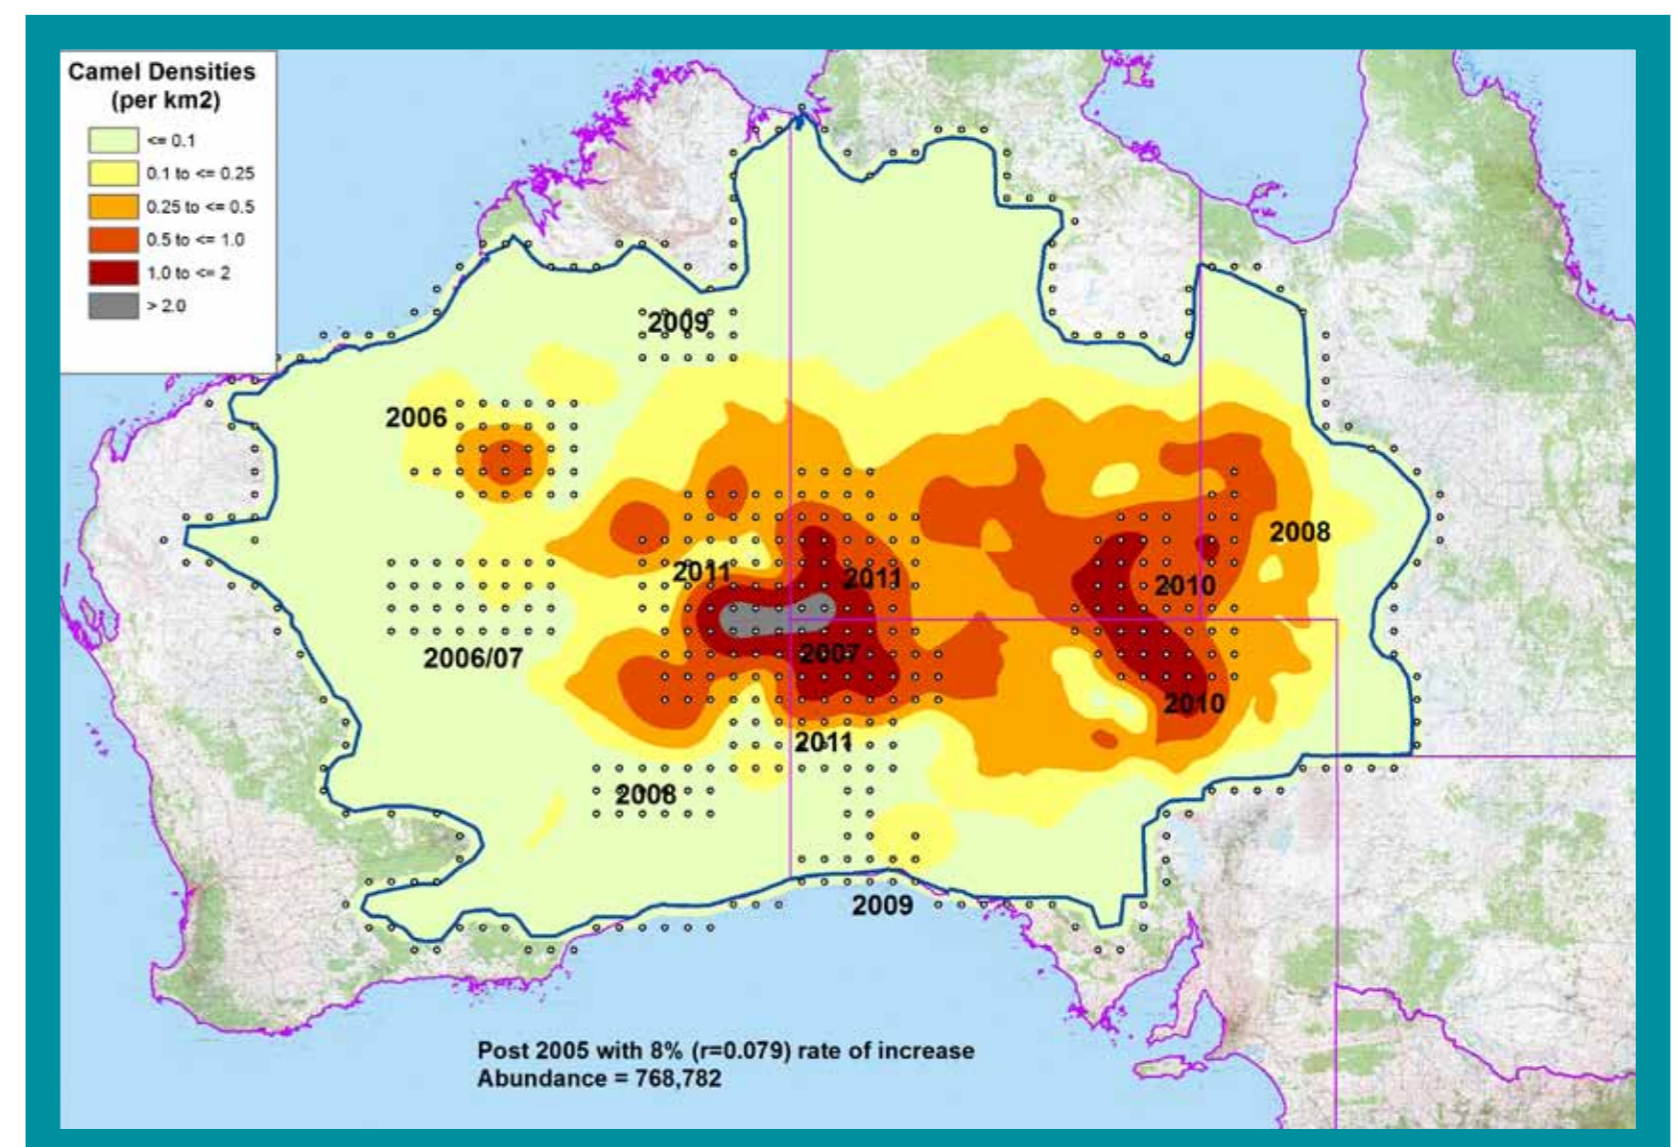 Camel Densities
(per km2)
<= 0.1
0.1 to <= 0.25
0.25 to <= 0.5
0.5 to <= 1.0
1.0 to <= 2
> 2.0
2009
2006
2008
2011
2011
2010
2006/07
2007
2010
2011
2008
2009
Post 2005 with 8% (r=0.079) rate of increase
Abundance = 768,782